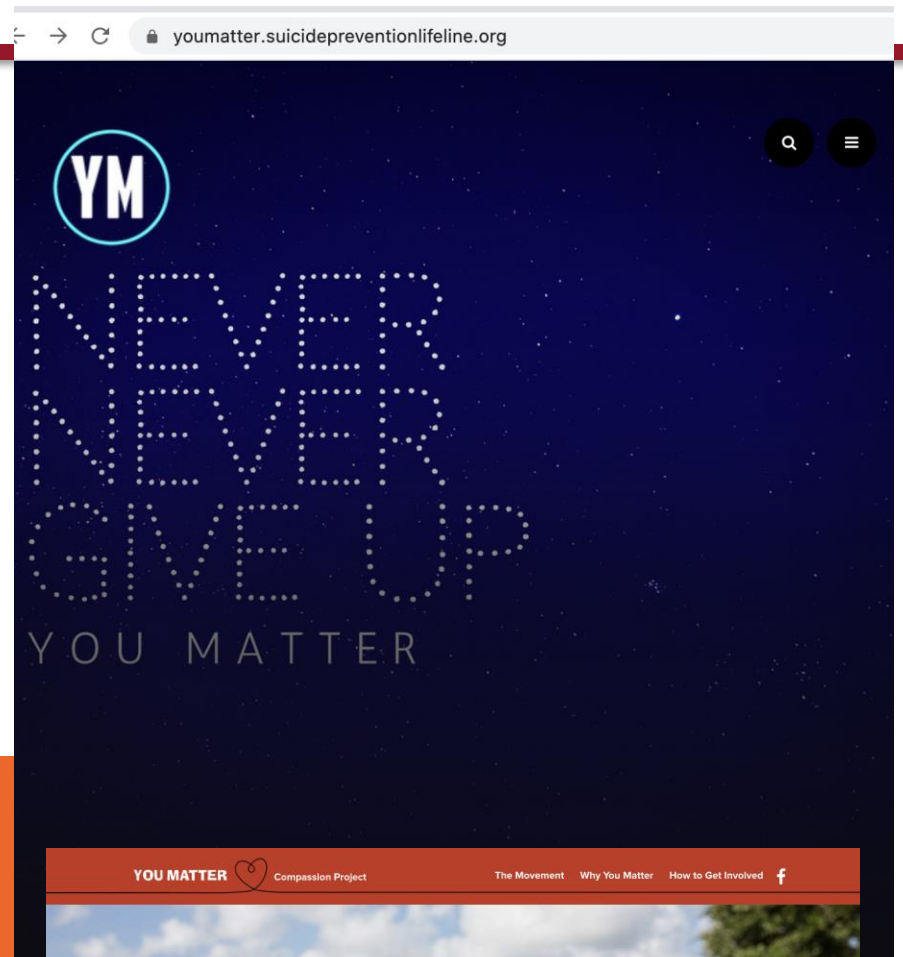 youmatter.suicidepreventionlifeline.org
YM
NEVER
NEVER
GIVE UP
YOU MATTER
YOU MATTER Compassion Project The Movement Why You Matter How to Get Involved f